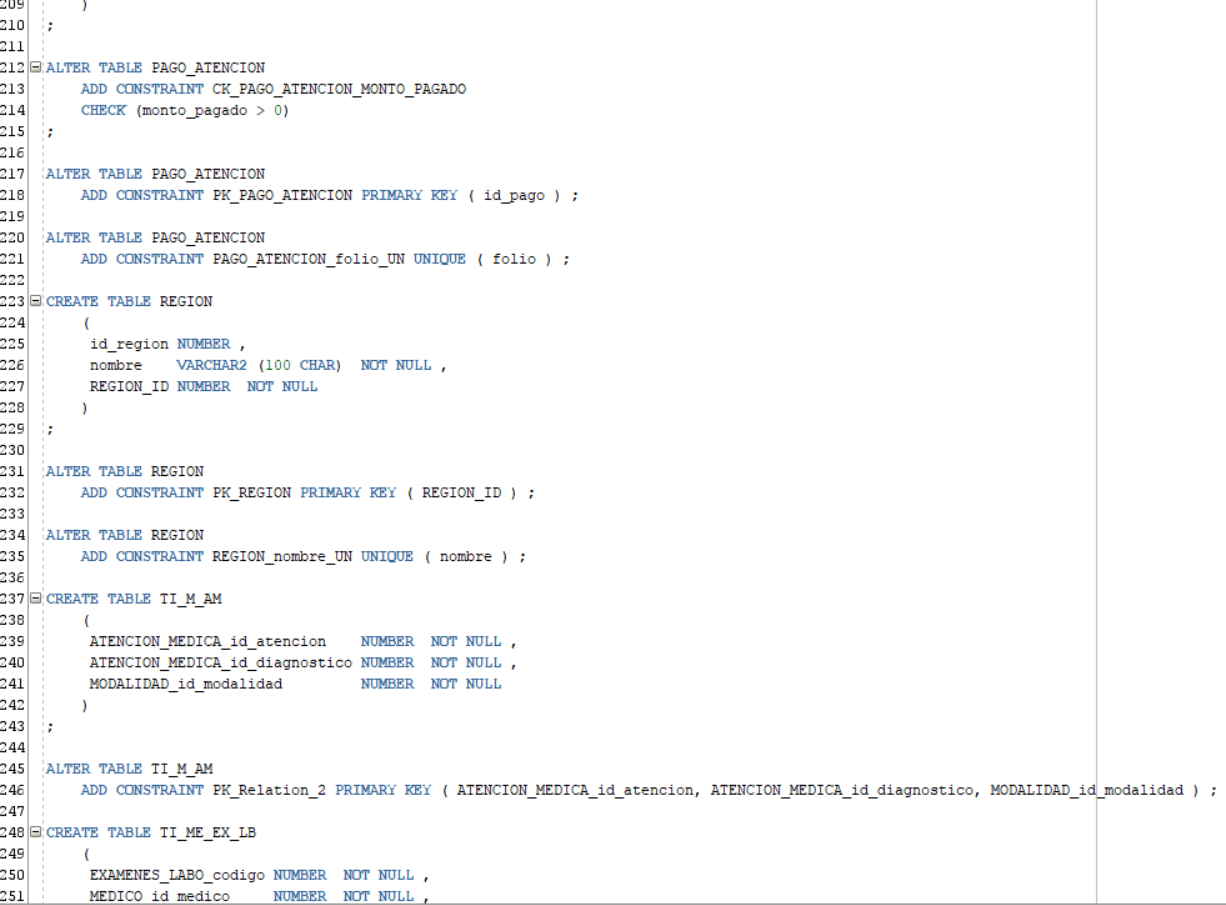 209 )
210 ;
211
212 ALTER TABLE PAGO_ATENCION
213 ADD CONSTRAINT CK_PAGO_ATENCION_MONTO_PAGADO
214 CHECK (monto_pagado > 0)
215 ;
216
217 ALTER TABLE PAGO_ATENCION
218 ADD CONSTRAINT PK_PAGO_ATENCION PRIMARY KEY ( id_pago ) ;
219
220 ALTER TABLE PAGO_ATENCION
221 ADD CONSTRAINT PAGO_ATENCION_folio_UN UNIQUE ( folio ) ;
222
223 CREATE TABLE REGION
224 (
225 id_region NUMBER ,
226 nombre VARCHAR2 (100 CHAR) NOT NULL ,
227 REGION_ID NUMBER NOT NULL
228 )
229 ;
230
231 ALTER TABLE REGION
232 ADD CONSTRAINT PK_REGION PRIMARY KEY ( REGION_ID ) ;
233
234 ALTER TABLE REGION
235 ADD CONSTRAINT REGION_nombre_UN UNIQUE ( nombre ) ;
236
237 CREATE TABLE TI_M_AM
238 (
239 ATENCION_MEDICA_id_atencion NUMBER NOT NULL ,
240 ATENCION_MEDICA_id_diagnostico NUMBER NOT NULL ,
241 MODALIDAD_id_modalidad NUMBER NOT NULL
242 )
243 ;
244
245 ALTER TABLE TI_M_AM
246 ADD CONSTRAINT PK_Relation_2 PRIMARY KEY ( ATENCION_MEDICA_id_atencion, ATENCION_MEDICA_id_diagnostico, MODALIDAD_id_modalidad ) ;
247
248 CREATE TABLE TI_ME_EX_LB
249 (
250 EXAMENES_LABO_codigo NUMBER NOT NULL ,
251 MEDICO_id_medico NUMBER NOT NULL ,